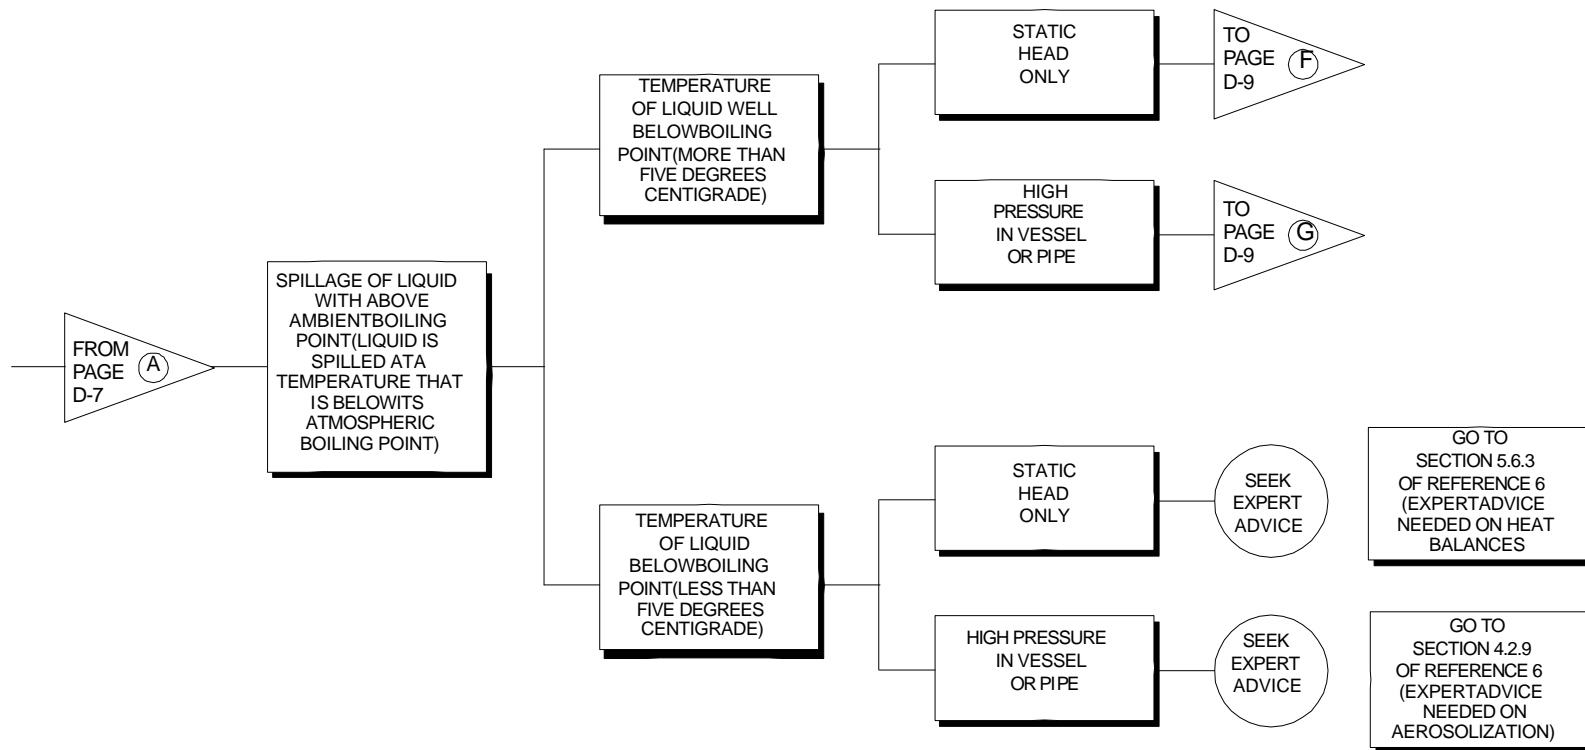 FROM
PAGE
D-7
A
SPILLAGE OF LIQUID
WITH ABOVE
AMBIENTBOILING
POINT(LIQUID IS
SPILLED ATA
TEMPERATURE THAT
IS BELOWITS
ATMOSPHERIC
BOILING POINT)
TEMPERATURE
OF LIQUID WELL
BELOWBOILING
POINT(MORE THAN
FIVE DEGREES
CENTIGRADE)
STATIC
HEAD
ONLY
TO
PAGE
D-9
F
HIGH
PRESSURE
IN VESSEL
OR PIPE
TO
PAGE
D-9
G
TEMPERATURE
OF LIQUID
BELOWBOILING
POINT(LESS THAN
FIVE DEGREES
CENTIGRADE)
STATIC
HEAD
ONLY
SEEK
EXPERT
ADVICE
GO TO
SECTION 5.6.3
OF REFERENCE 6
(EXPERTADVICE
NEEDED ON HEAT
BALANCES
HIGH PRESSURE
IN VESSEL
OR PIPE
SEEK
EXPERT
ADVICE
GO TO
SECTION 4.2.9
OF REFERENCE 6
(EXPERTADVICE
NEEDED ON
AEROSOLIZATION)